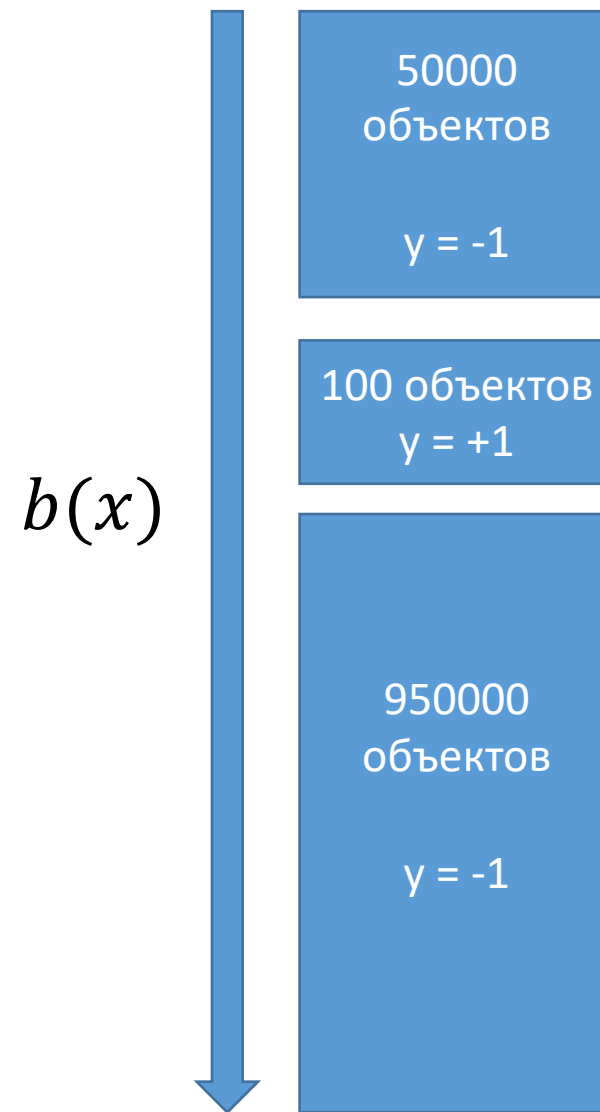 50000
объектов
y = -1
100 объектов
y = +1
b(x)
950000
объектов
y = -1